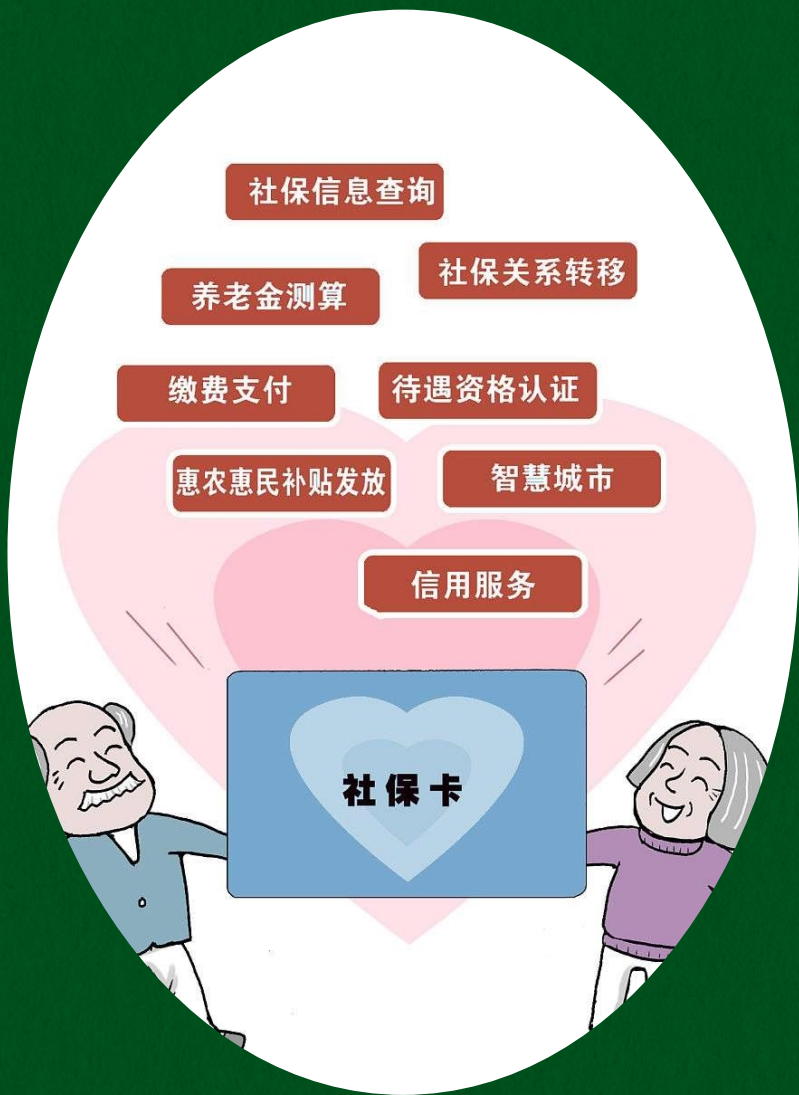 社保信息查询
社保关系转移
养老金测算
缴费支付
待遇资格认证
惠农惠民补贴发放
智慧城市
信用服务
社保卡